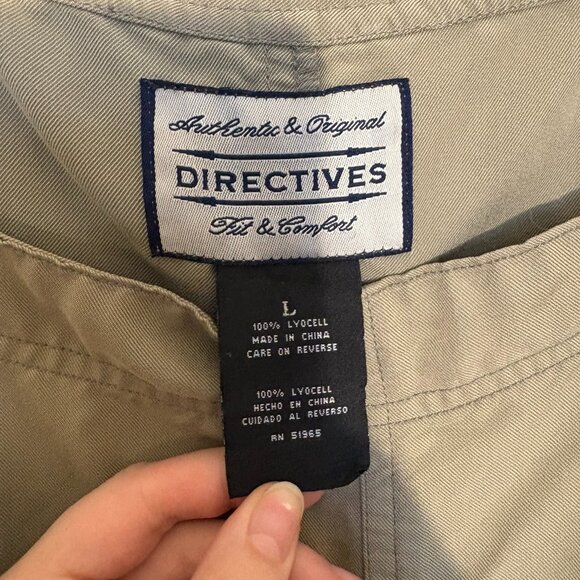 Authentic & Original
DIRECTIVES
Fit & Comfort
L
100% LYOCELL
MADE IN CHINA
CARE ON REVERSE
100% LYOCELL
HECHO EN CHINA
CUIDADO AL REVERSO
RN 51965